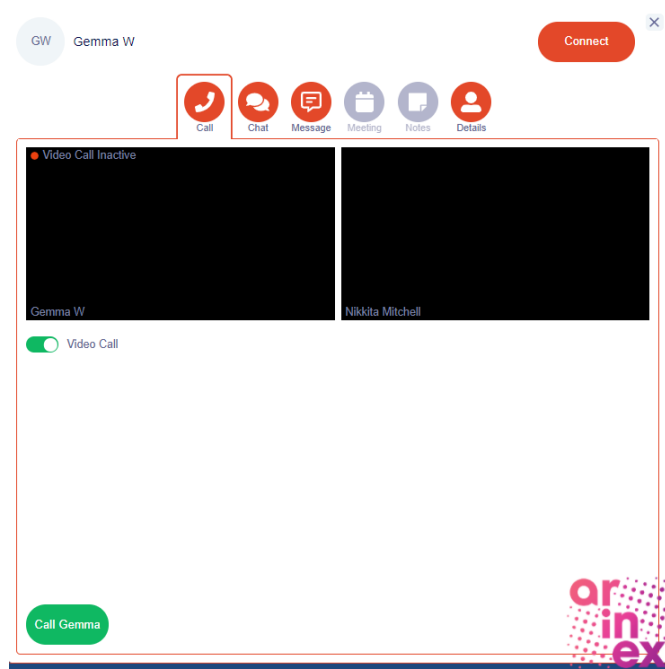 GW
Gemma W
Connect
Call
Chat
Message
Meeting
Notes
Details
Video Call Inactive
Gemma W
Nikkita Mitchell
Video Call
Call Gemma
ar
in
ex